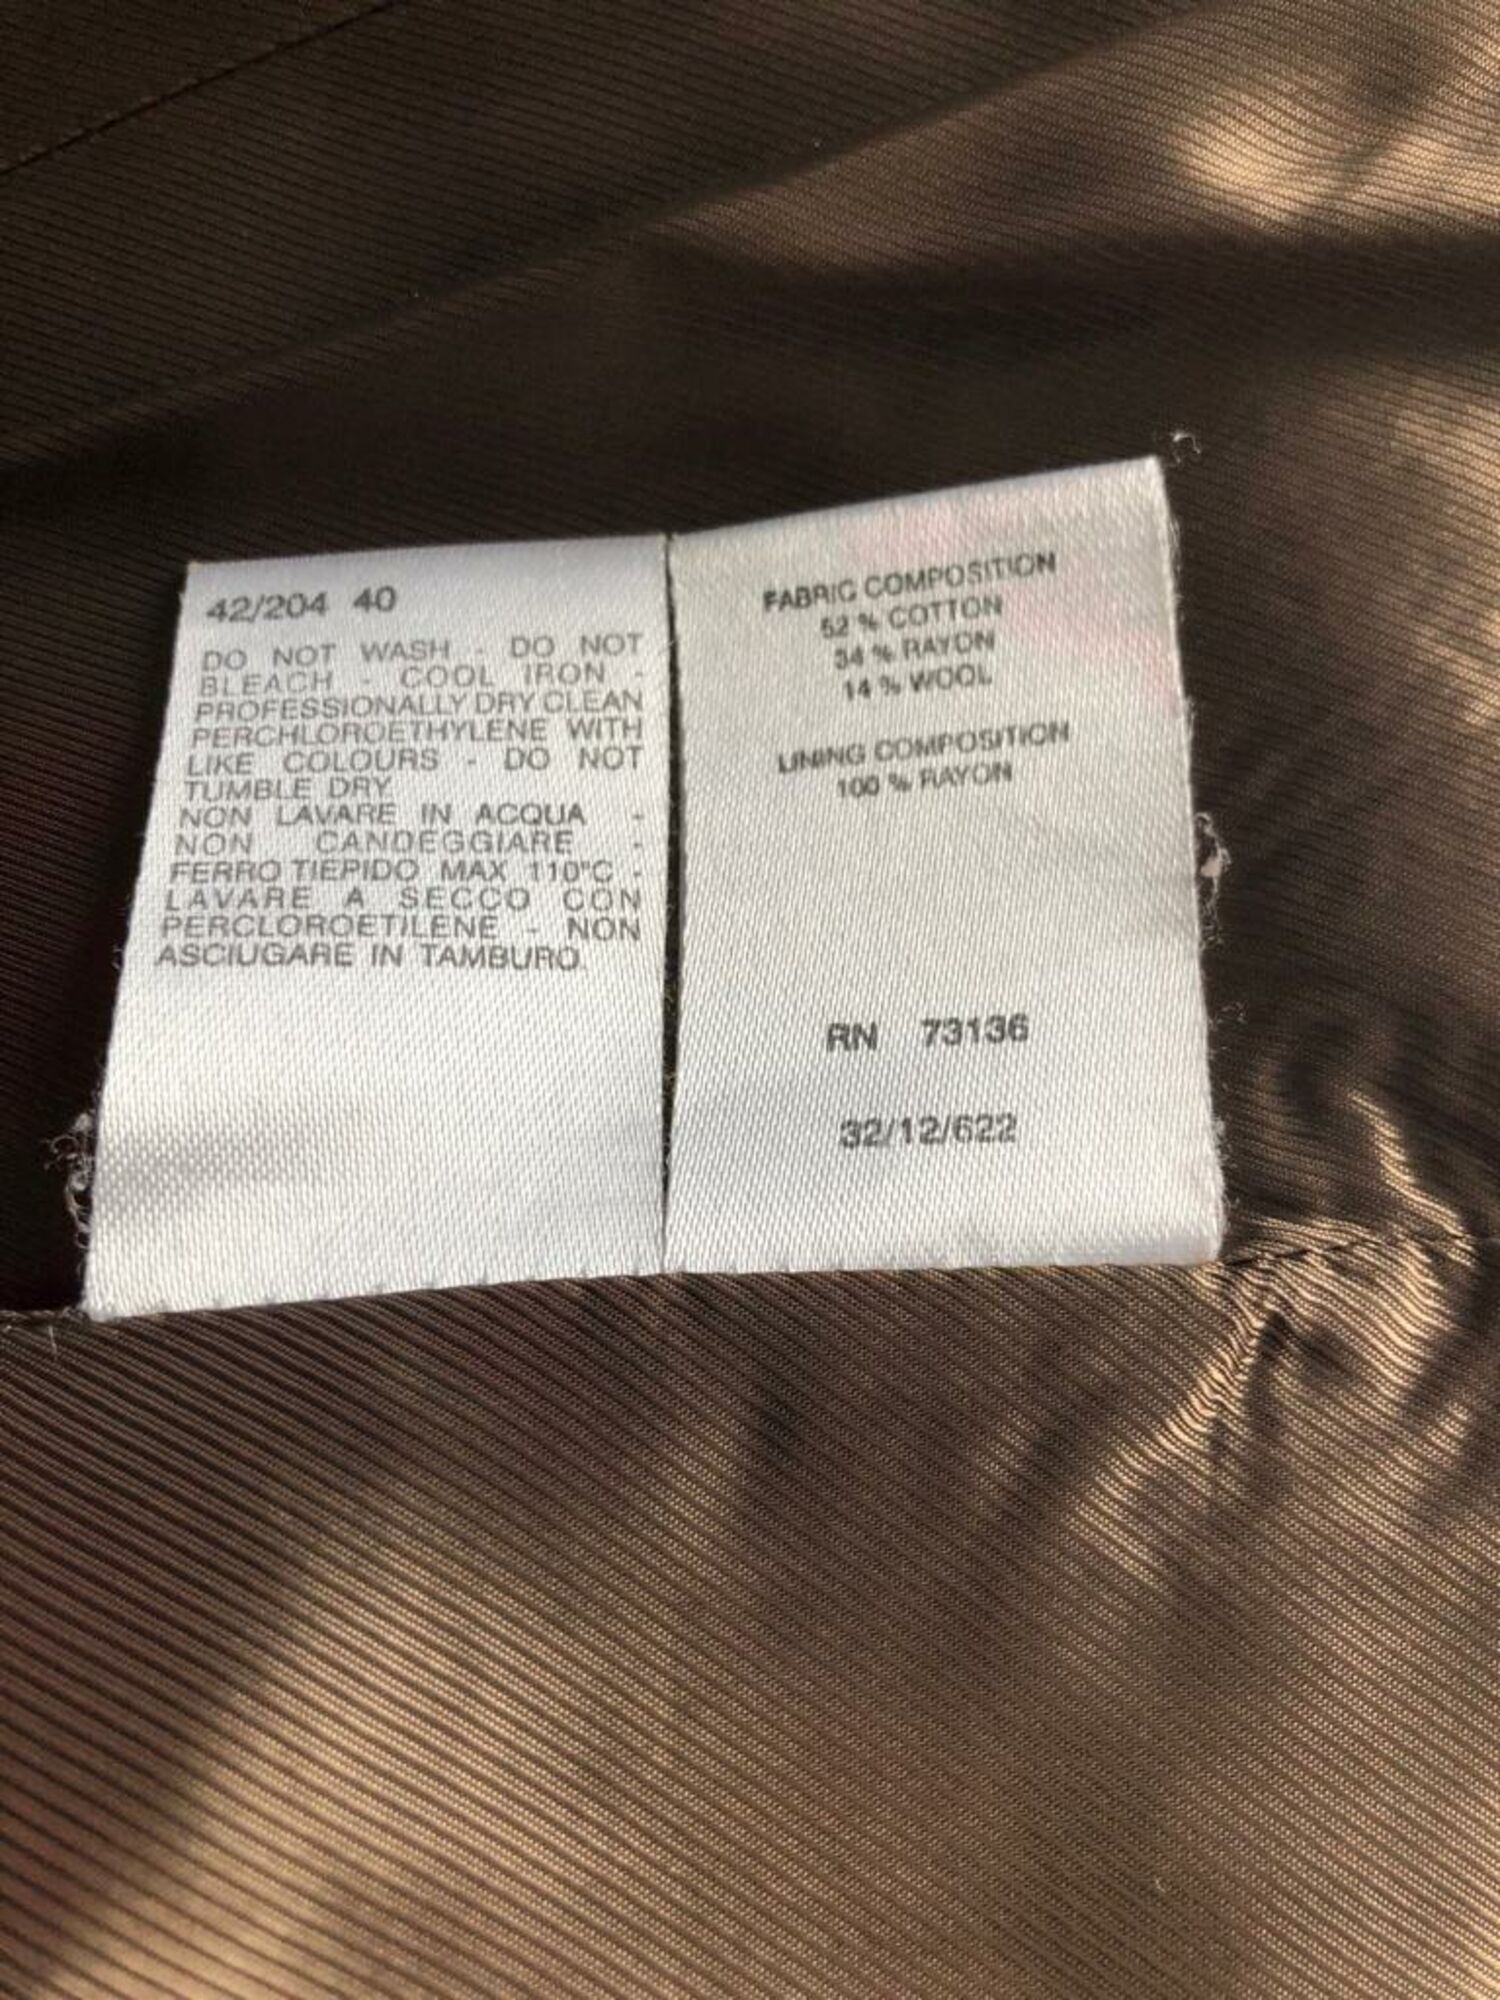 42/204 40
DO NOT WASH - DO NOT
BLEACH - COOL IRON -
PROFESSIONALLY DRY CLEAN
PERCHLOROETHYLENE WITH
LIKE COLOURS - DO NOT
TUMBLE DRY
NON LAVARE IN ACQUA -
NON CANDEGGIARE -
FERRO TIEPIDO MAX 110°C -
LAVARE A SECCO CON
PERCLOROETILENE - NON
ASCIUGARE IN TAMBURO.
FABRIC COMPOSITION
52 % COTTON
34 % RAYON
14 % WOOL
LINING COMPOSITION
100 % RAYON
RN 73136
32/12/622